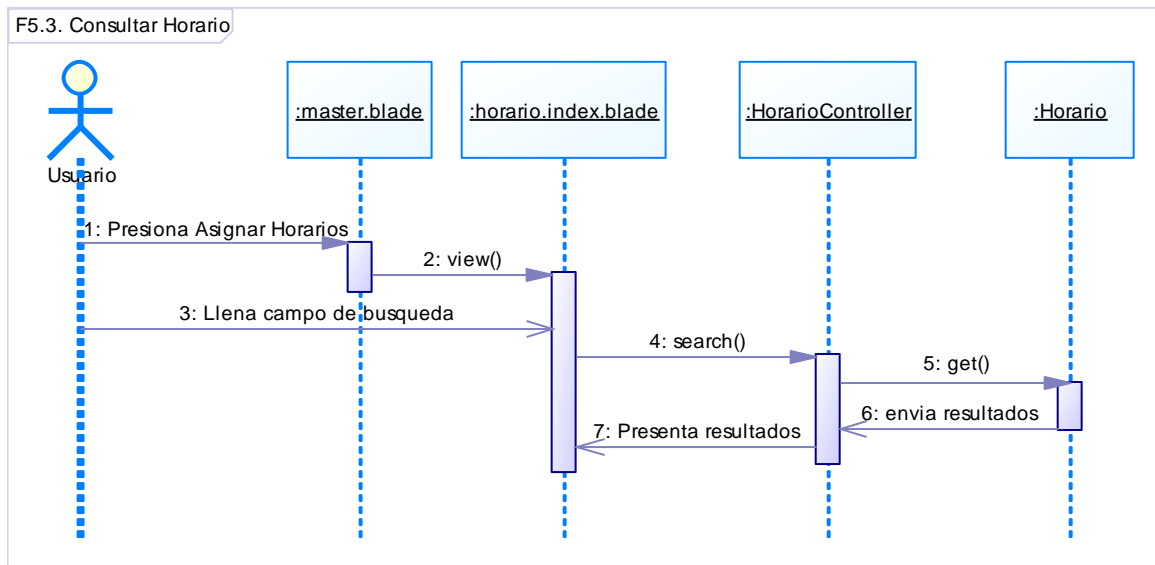 F5.3. Consultar Horario
:master.blade
:horario.index.blade
:HorarioController
:Horario
Usuario
1: Presiona Asignar Horarios
2: view()
3: Llena campo de busqueda
4: search()
5: get()
6: envia resultados
7: Presenta resultados